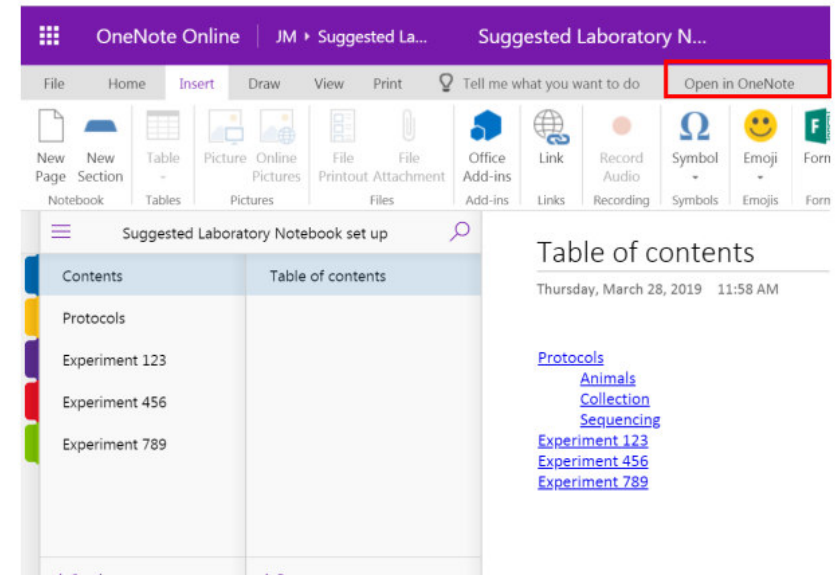 OneNote Online JM ▸ Suggested La... Suggested Laboratory N...
File Home Insert Draw View Print Tell me what you want to do Open in OneNote
New Page
New Section
Table
Picture
Online Pictures
File Printout
File Attachment
Office Add-ins
Link
Record Audio
Symbol
Emoji
Notebook Tables Pictures Files Add-ins Links Recording Symbols Emojis
Suggested Laboratory Notebook set up
Contents
Protocols
Experiment 123
Experiment 456
Experiment 789
Table of contents
Table of contents
Thursday, March 28, 2019 11:58 AM
Protocols
Animals
Collection
Sequencing
Experiment 123
Experiment 456
Experiment 789